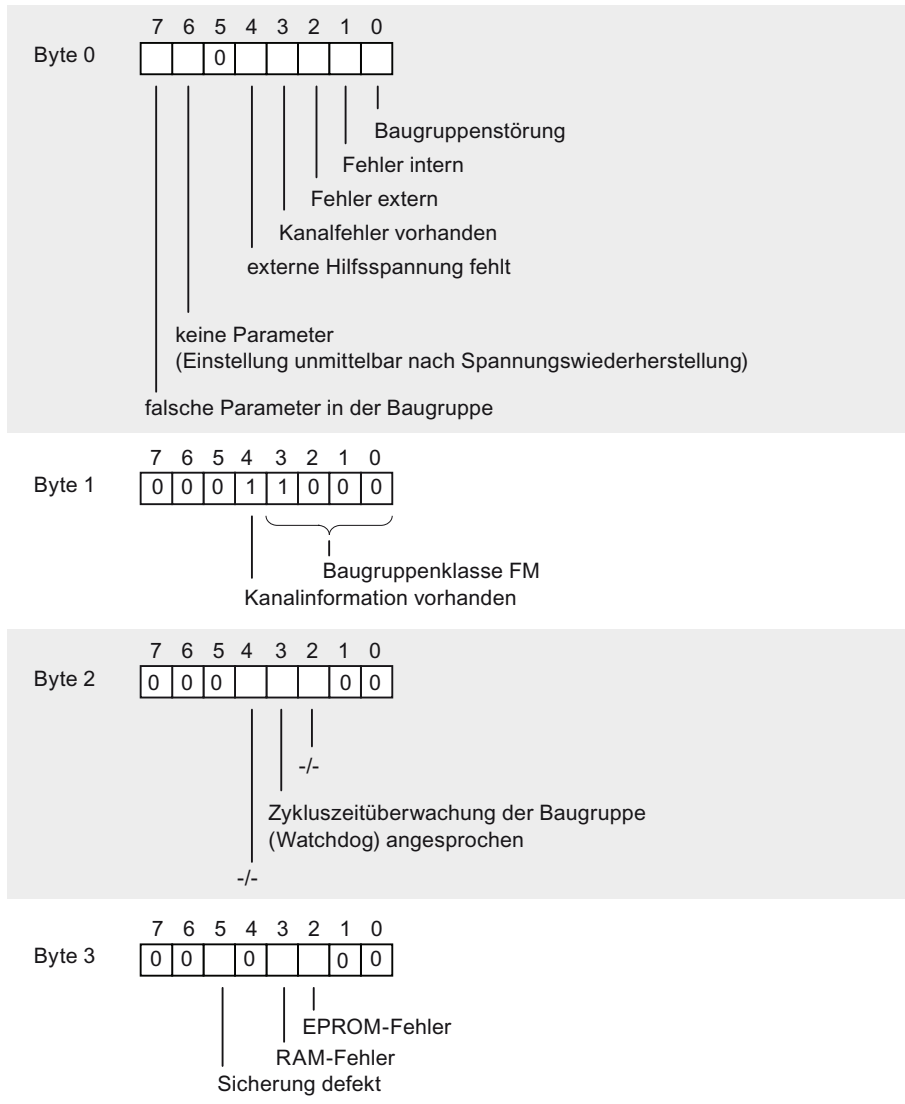 7 6 5 4 3 2 1 0
Byte 0
0
Baugruppenstörung
Fehler intern
Fehler extern
Kanalfehler vorhanden
externe Hilfsspannung fehlt
keine Parameter
(Einstellung unmittelbar nach Spannungswiederherstellung)
falsche Parameter in der Baugruppe
7 6 5 4 3 2 1 0
Byte 1
0 0 0 1 1 0 0 0
Baugruppenklasse FM
Kanalinformation vorhanden
7 6 5 4 3 2 1 0
Byte 2
0 0 0 0 0
-/-
Zykluszeitüberwachung der Baugruppe
(Watchdog) angesprochen
-/-
7 6 5 4 3 2 1 0
Byte 3
0 0 0 0 0
EPROM-Fehler
RAM-Fehler
Sicherung defekt